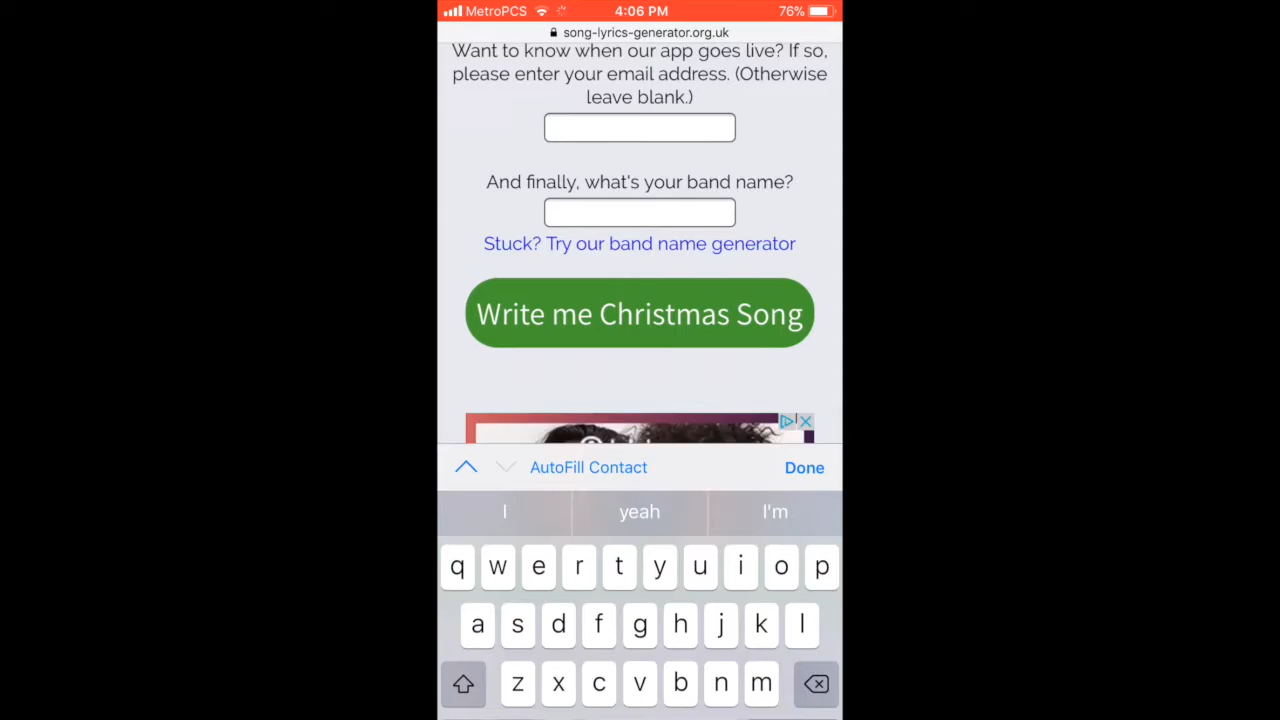 MetroPCS 4:06 PM 76%
song-lyrics-generator.org.uk
Want to know when our app goes live? If so,
please enter your email address. (Otherwise
leave blank.)
And finally, what's your band name?
Stuck? Try our band name generator
Write me Christmas Song
AutoFill Contact Done
I yeah I'm
q w e r t y u i o p
a s d f g h j k l
z x c v b n m